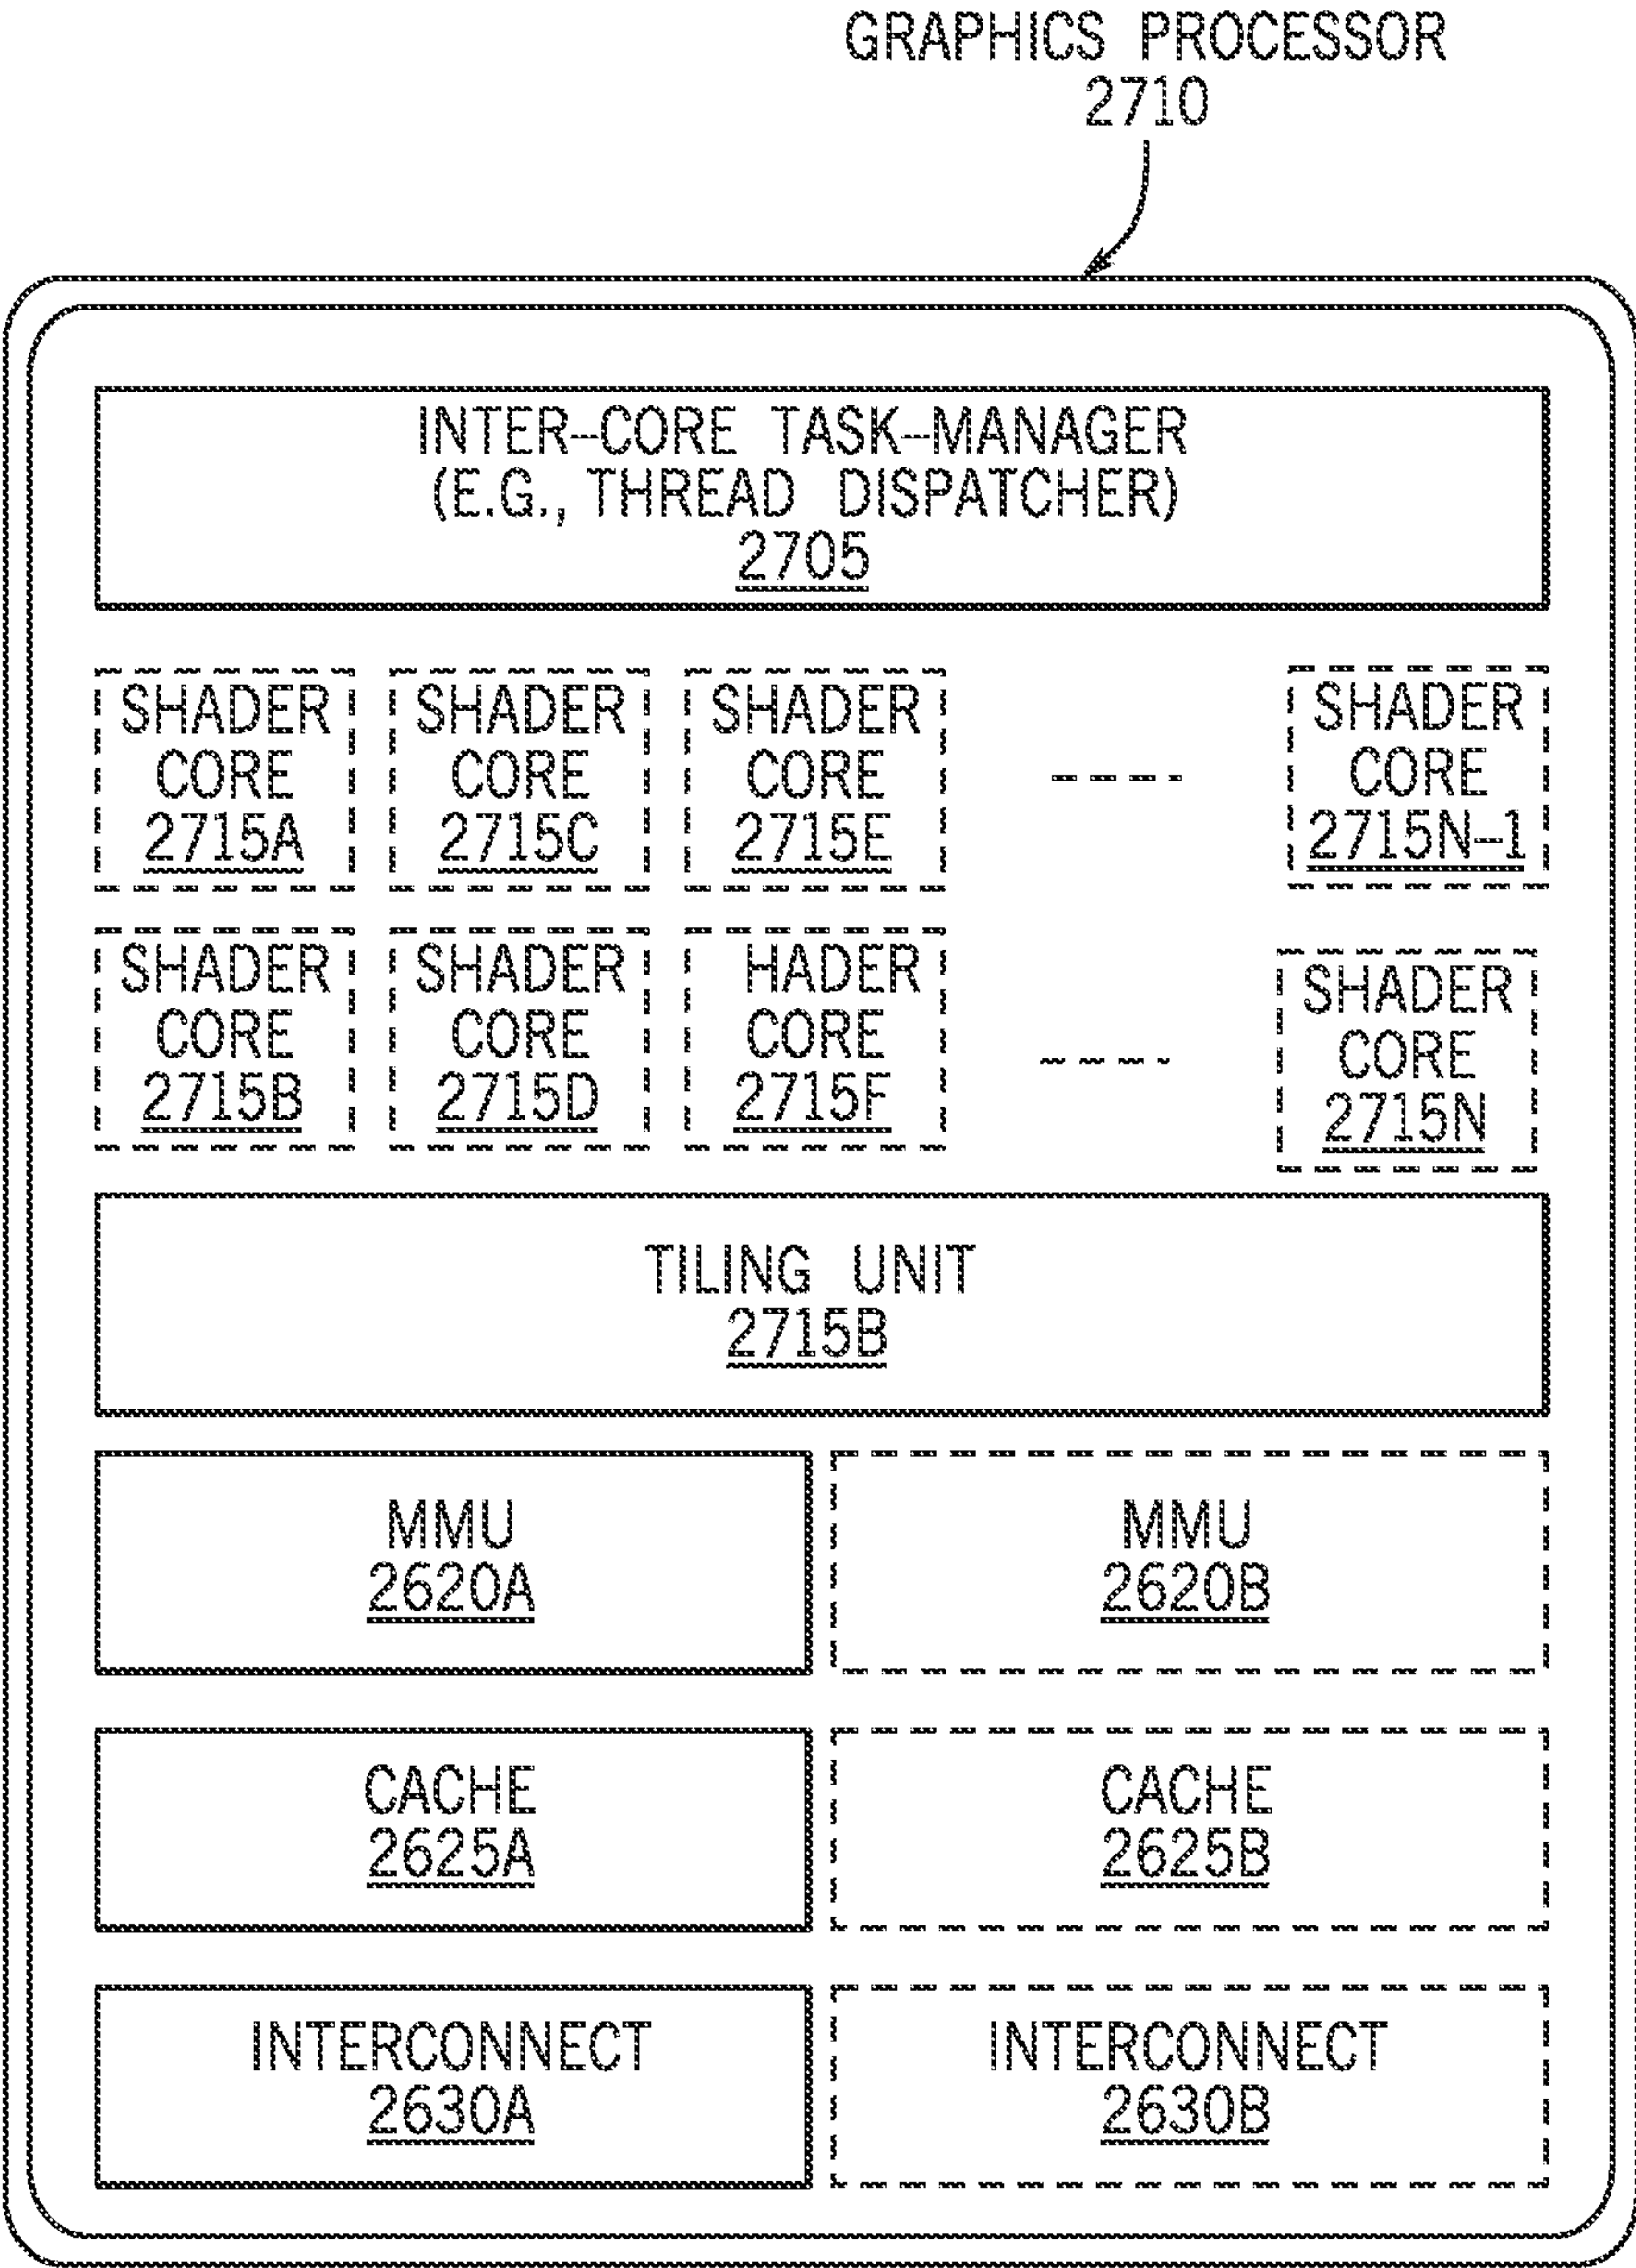 GRAPHICS PROCESSOR
2710
INTER-CORE TASK-MANAGER
(E.G., THREAD DISPATCHER)
2705
SHADER
CORE
2715A
SHADER
CORE
2715C
SHADER
CORE
2715E
SHADER
CORE
2715N-1
SHADER
CORE
2715B
SHADER
CORE
2715D
HADER
CORE
2715F
SHADER
CORE
2715N
TILING UNIT
2715B
MMU
2620A
MMU
2620B
CACHE
2625A
CACHE
2625B
INTERCONNECT
2630A
INTERCONNECT
2630B